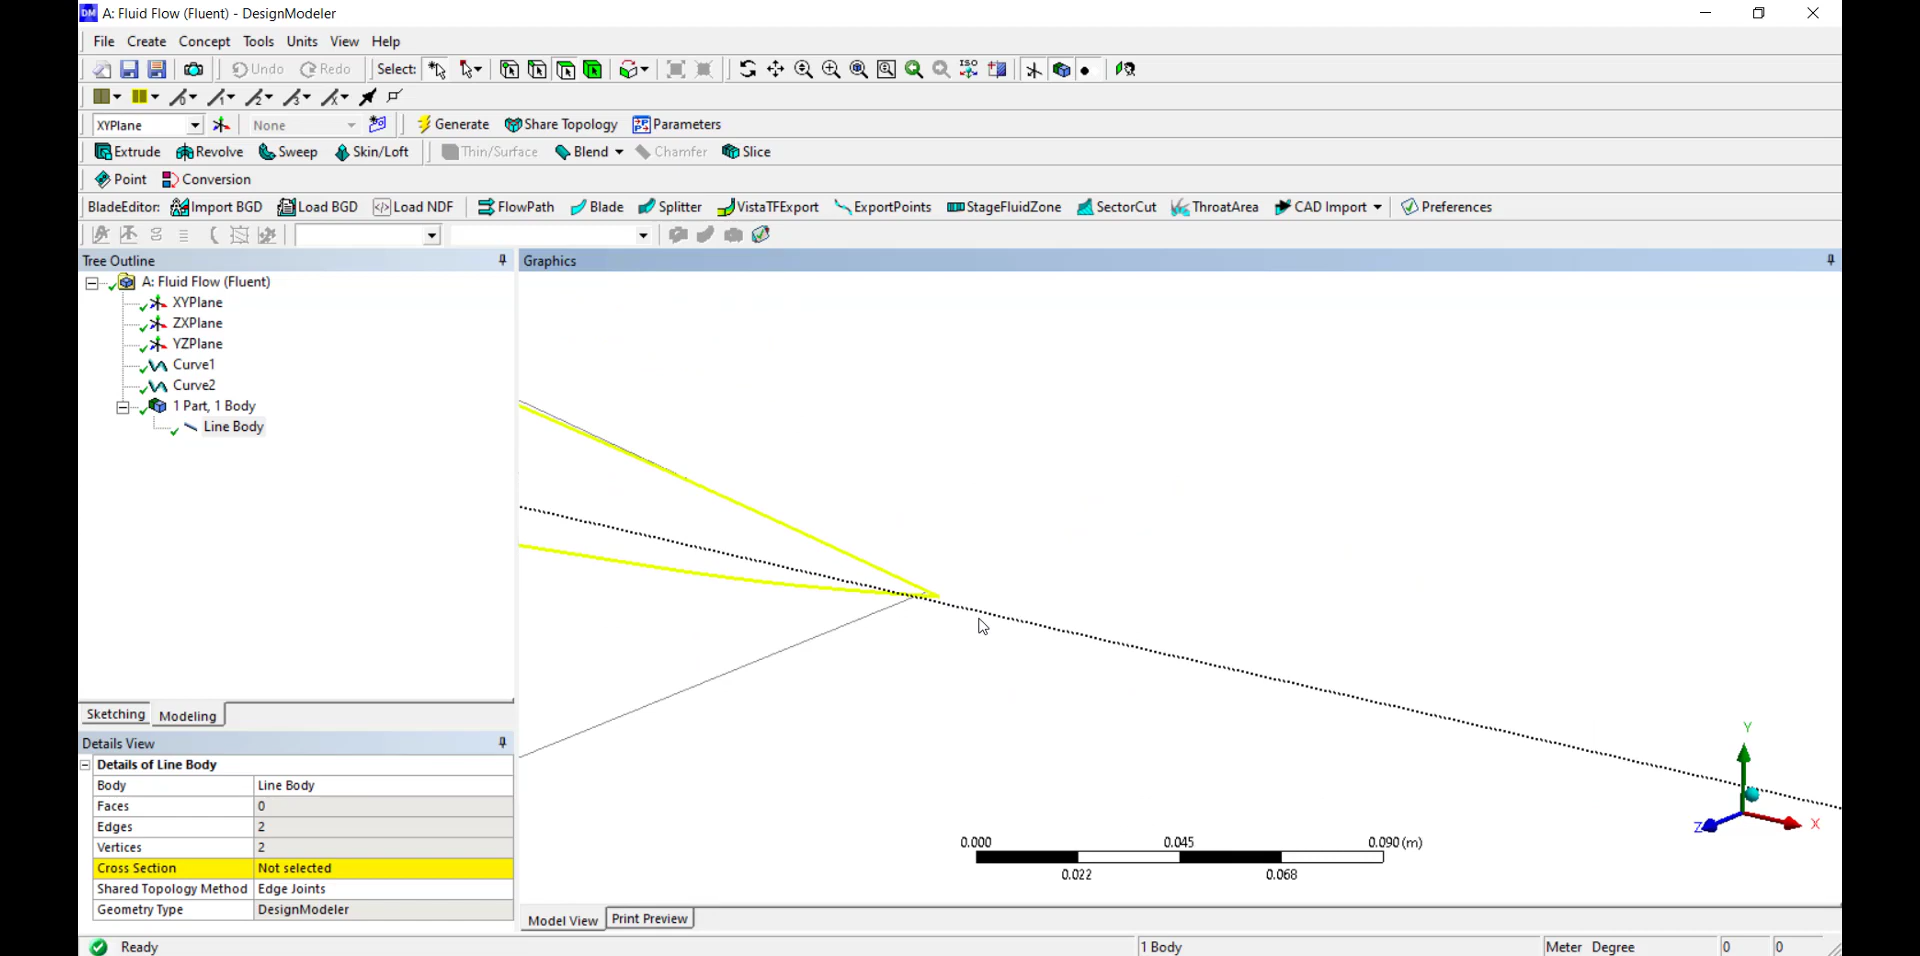 A: Fluid Flow (Fluent) - DesignModeler
File Create Concept Tools Units View Help
Undo Redo Select: ISO
XYPlane None Generate Share Topology Parameters
Extrude Revolve Sweep Skin/Loft Thin/Surface Blend Chamfer Slice
Point Conversion
BladeEditor: Import BGD Load BGD Load NDF FlowPath Blade Splitter VistaTFExport ExportPoints StageFluidZone SectorCut ThroatArea CAD Import Preferences
Tree Outline
A: Fluid Flow (Fluent)
XYPlane
ZXPlane
YZPlane
Curve1
Curve2
1 Part, 1 Body
Line Body
Sketching Modeling
Details View
Details of Line Body
Body Line Body
Faces 0
Edges 2
Vertices 2
Cross Section Not selected
Shared Topology Method Edge Joints
Geometry Type DesignModeler
Graphics
0.000 0.045 0.090 (m)
0.022 0.068
Y
Z X
Model View Print Preview
Ready 1 Body Meter Degree 0 0